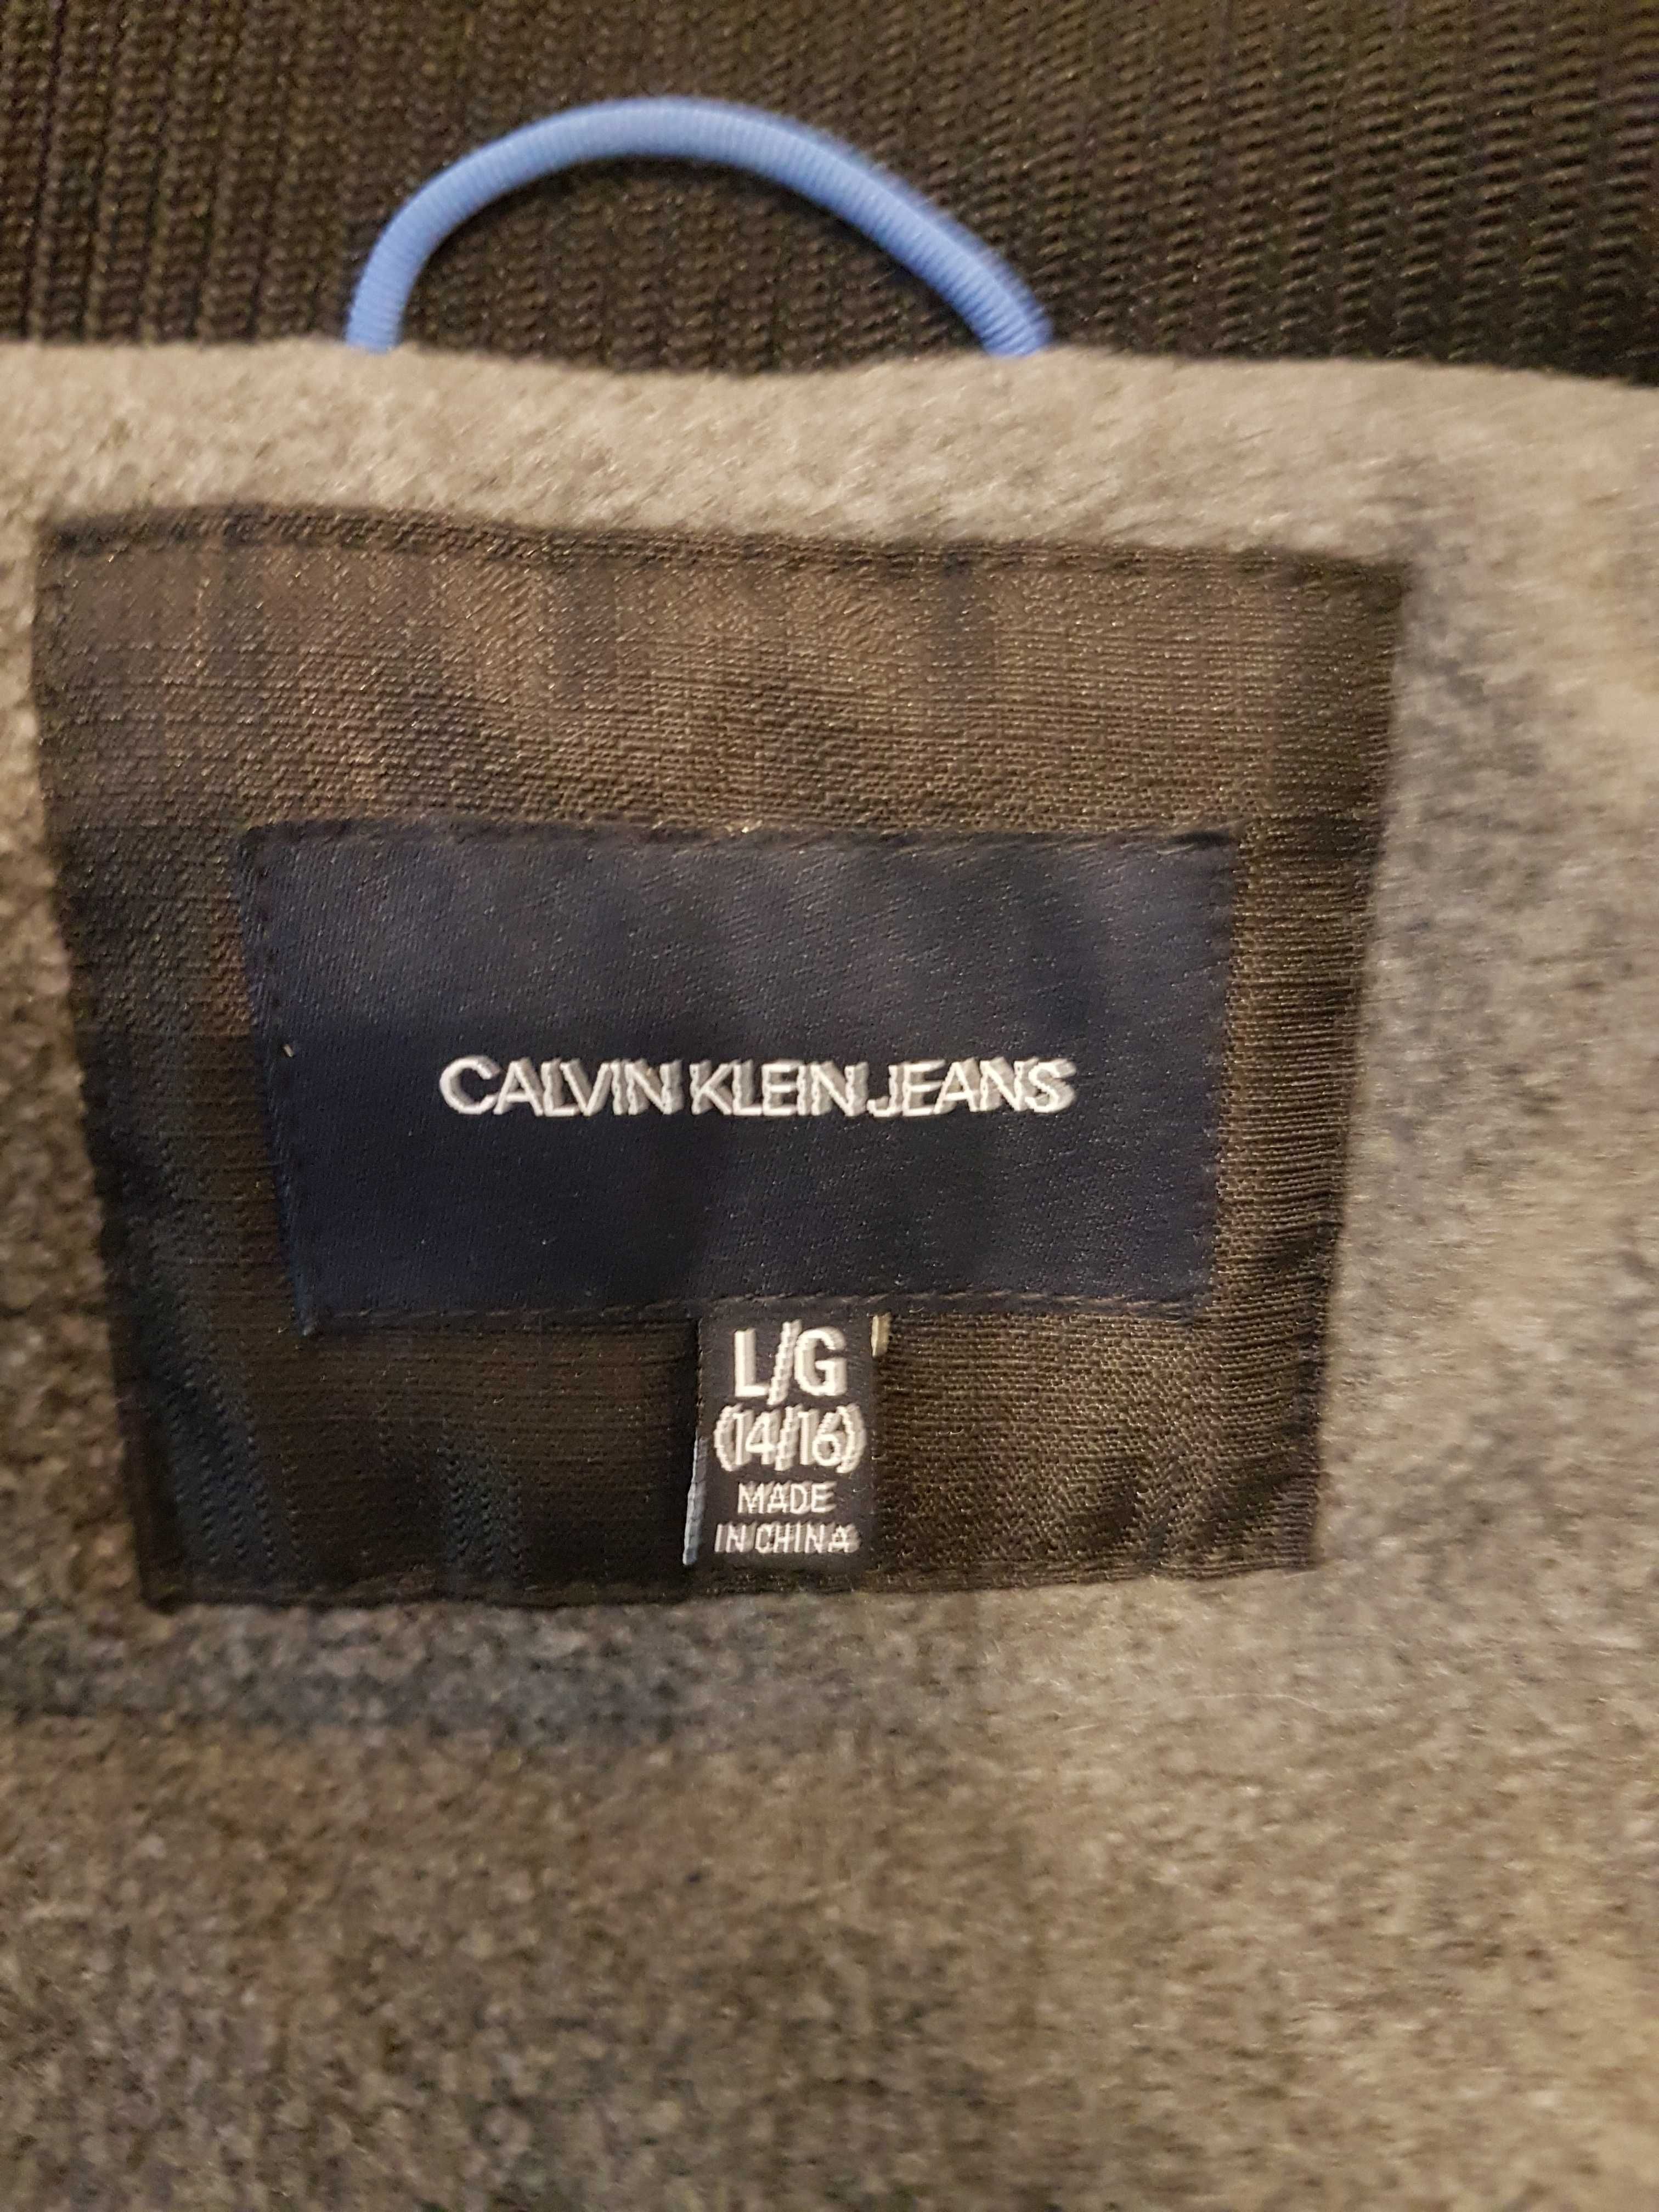 CALVIN KLEIN JEANS
L/G
(14/16)
MADE
IN CHINA